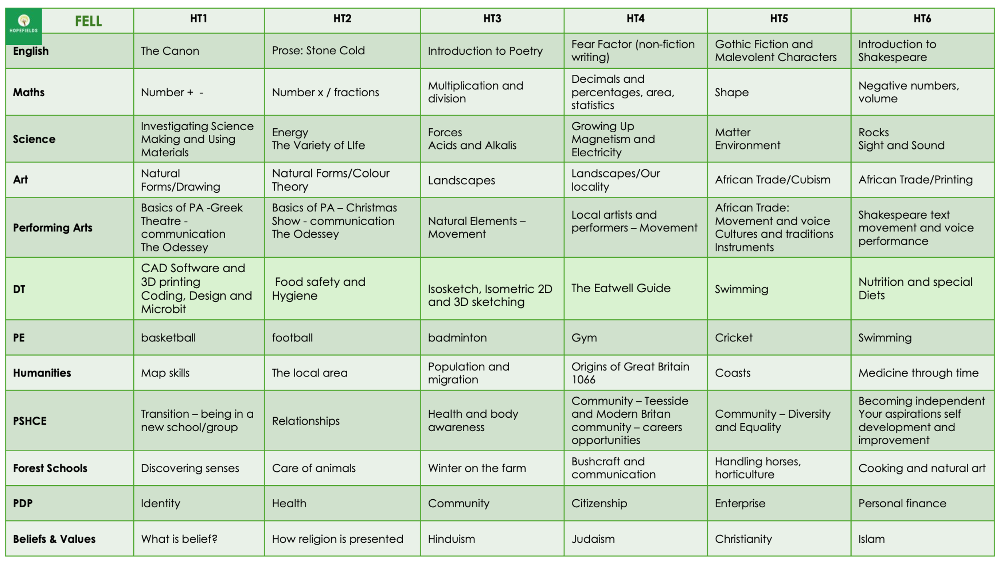 HOPEFIELDS
FELL HT1 HT2 HT3 HT4 HT5 HT6
English
The Canon
Prose: Stone Cold
Introduction to Poetry
Fear Factor (non-fiction
writing)
Gothic Fiction and
Malevolent Characters
Introduction to
Shakespeare
Maths
Number +  -
Number x / fractions
Multiplication and
division
Decimals and
percentages, area,
statistics
Shape
Negative numbers,
volume
Science
Investigating Science
Making and Using
Materials
Energy
The Variety of LIfe
Forces
Acids and Alkalis
Growing Up
Magnetism and
Electricity
Matter
Environment
Rocks
Sight and Sound
Art
Natural
Forms/Drawing
Natural Forms/Colour
Theory
Landscapes
Landscapes/Our
locality
African Trade/Cubism
African Trade/Printing
Performing Arts
Basics of PA -Greek
Theatre -
communication
The Odessey
Basics of PA – Christmas
Show - communication
The Odessey
Natural Elements –
Movement
Local artists and
performers – Movement
African Trade:
Movement and voice
Cultures and traditions
Instruments
Shakespeare text
movement and voice
performance
DT
CAD Software and
3D printing
Coding, Design and
Microbit
Food safety and
Hygiene
Isosketch, Isometric 2D
and 3D sketching
The Eatwell Guide
Swimming
Nutrition and special
Diets
PE
basketball
football
badminton
Gym
Cricket
Swimming
Humanities
Map skills
The local area
Population and
migration
Origins of Great Britain
1066
Coasts
Medicine through time
PSHCE
Transition – being in a
new school/group
Relationships
Health and body
awareness
Community – Teesside
and Modern Britan
community – careers
opportunities
Community – Diversity
and Equality
Becoming independent
Your aspirations self
development and
improvement
Forest Schools
Discovering senses
Care of animals
Winter on the farm
Bushcraft and
communication
Handling horses,
horticulture
Cooking and natural art
PDP
Identity
Health
Community
Citizenship
Enterprise
Personal finance
Beliefs & Values
What is belief?
How religion is presented
Hinduism
Judaism
Christianity
Islam